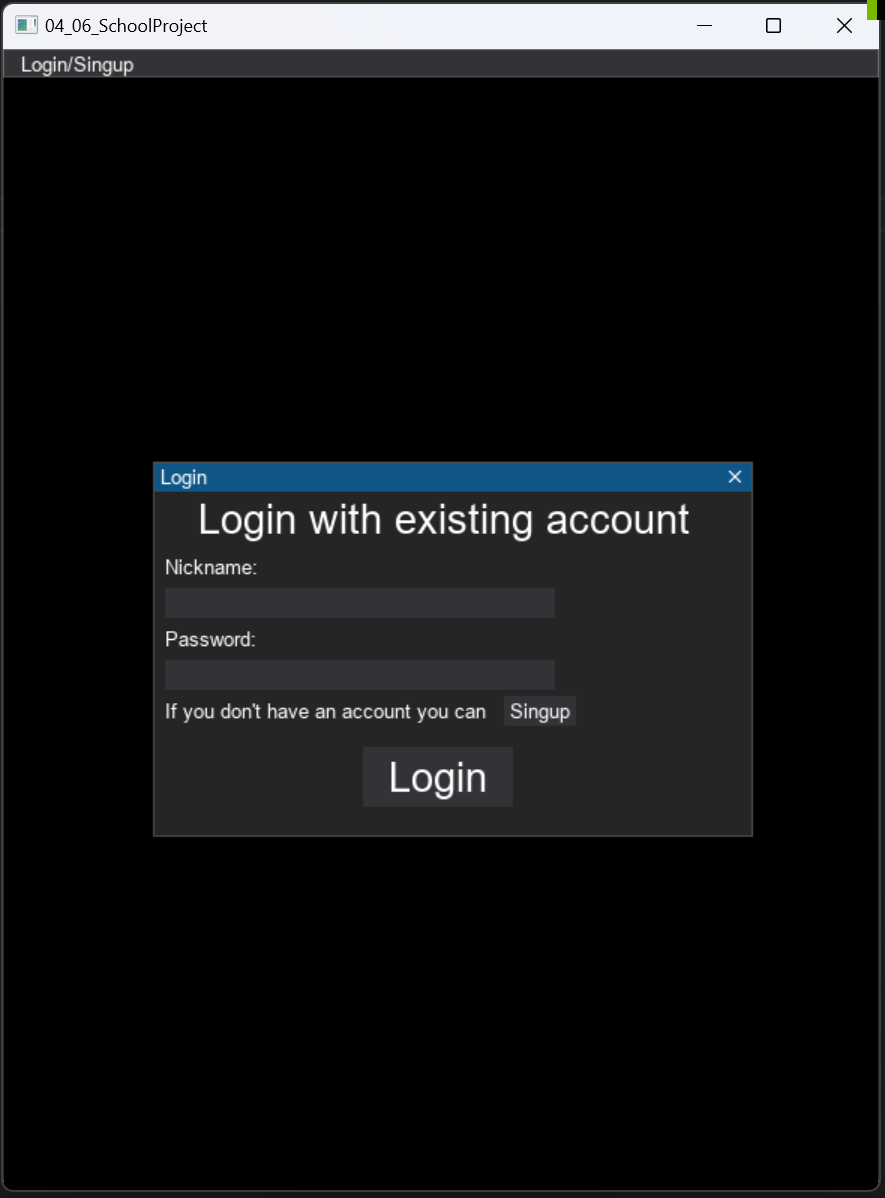 04_06_SchoolProject
Login/Singup
Login
Login with existing account
Nickname:
Password:
If you don't have an account you can Singup
Login